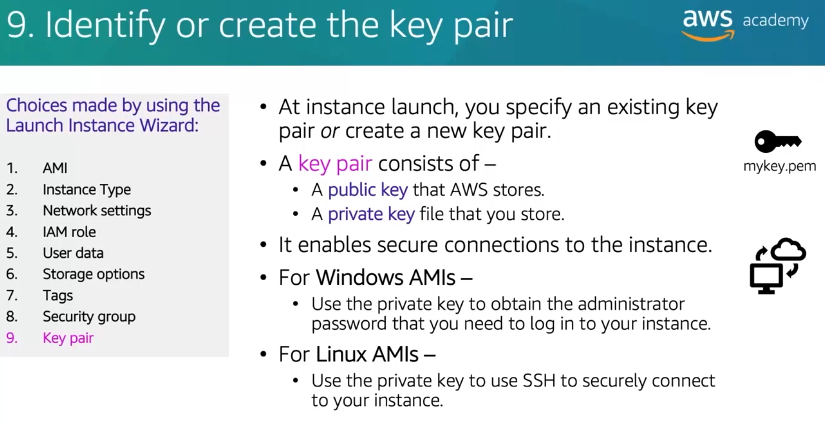 9. Identify or create the key pair
aws academy
Choices made by using the
Launch Instance Wizard:
1. AMI
2. Instance Type
3. Network settings
4. IAM role
5. User data
6. Storage options
7. Tags
8. Security group
9. Key pair
• At instance launch, you specify an existing key
pair or create a new key pair.
• A key pair consists of –
• A public key that AWS stores.
• A private key file that you store.
• It enables secure connections to the instance.
• For Windows AMIs –
• Use the private key to obtain the administrator
password that you need to log in to your instance.
• For Linux AMIs –
• Use the private key to use SSH to securely connect
to your instance.
mykey.pem